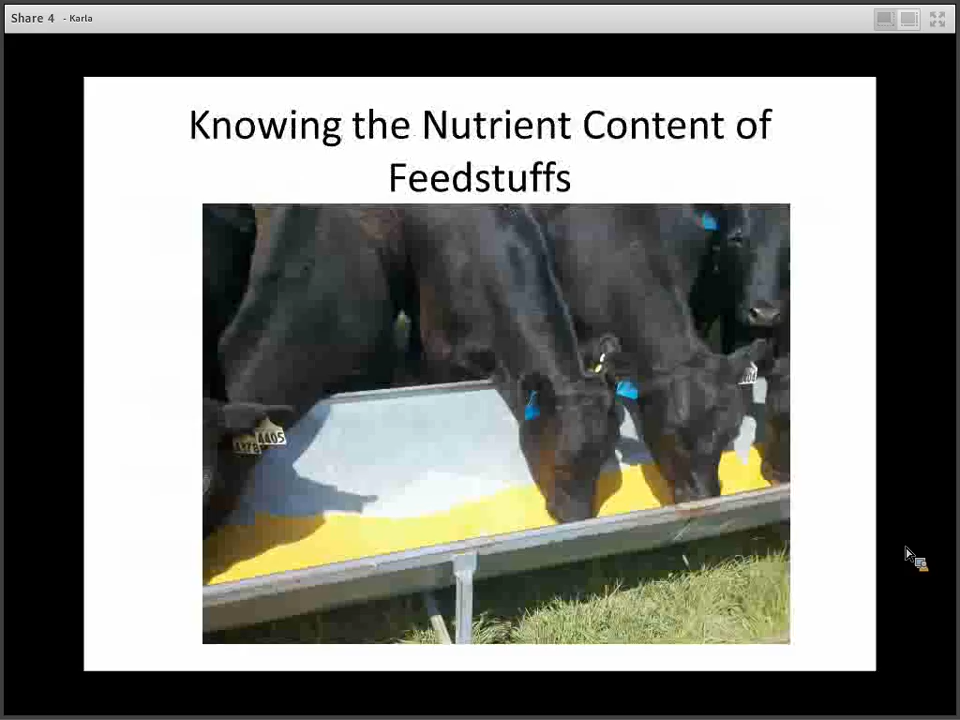 Share 4 - Karla
Knowing the Nutrient Content of
Feedstuffs
4405